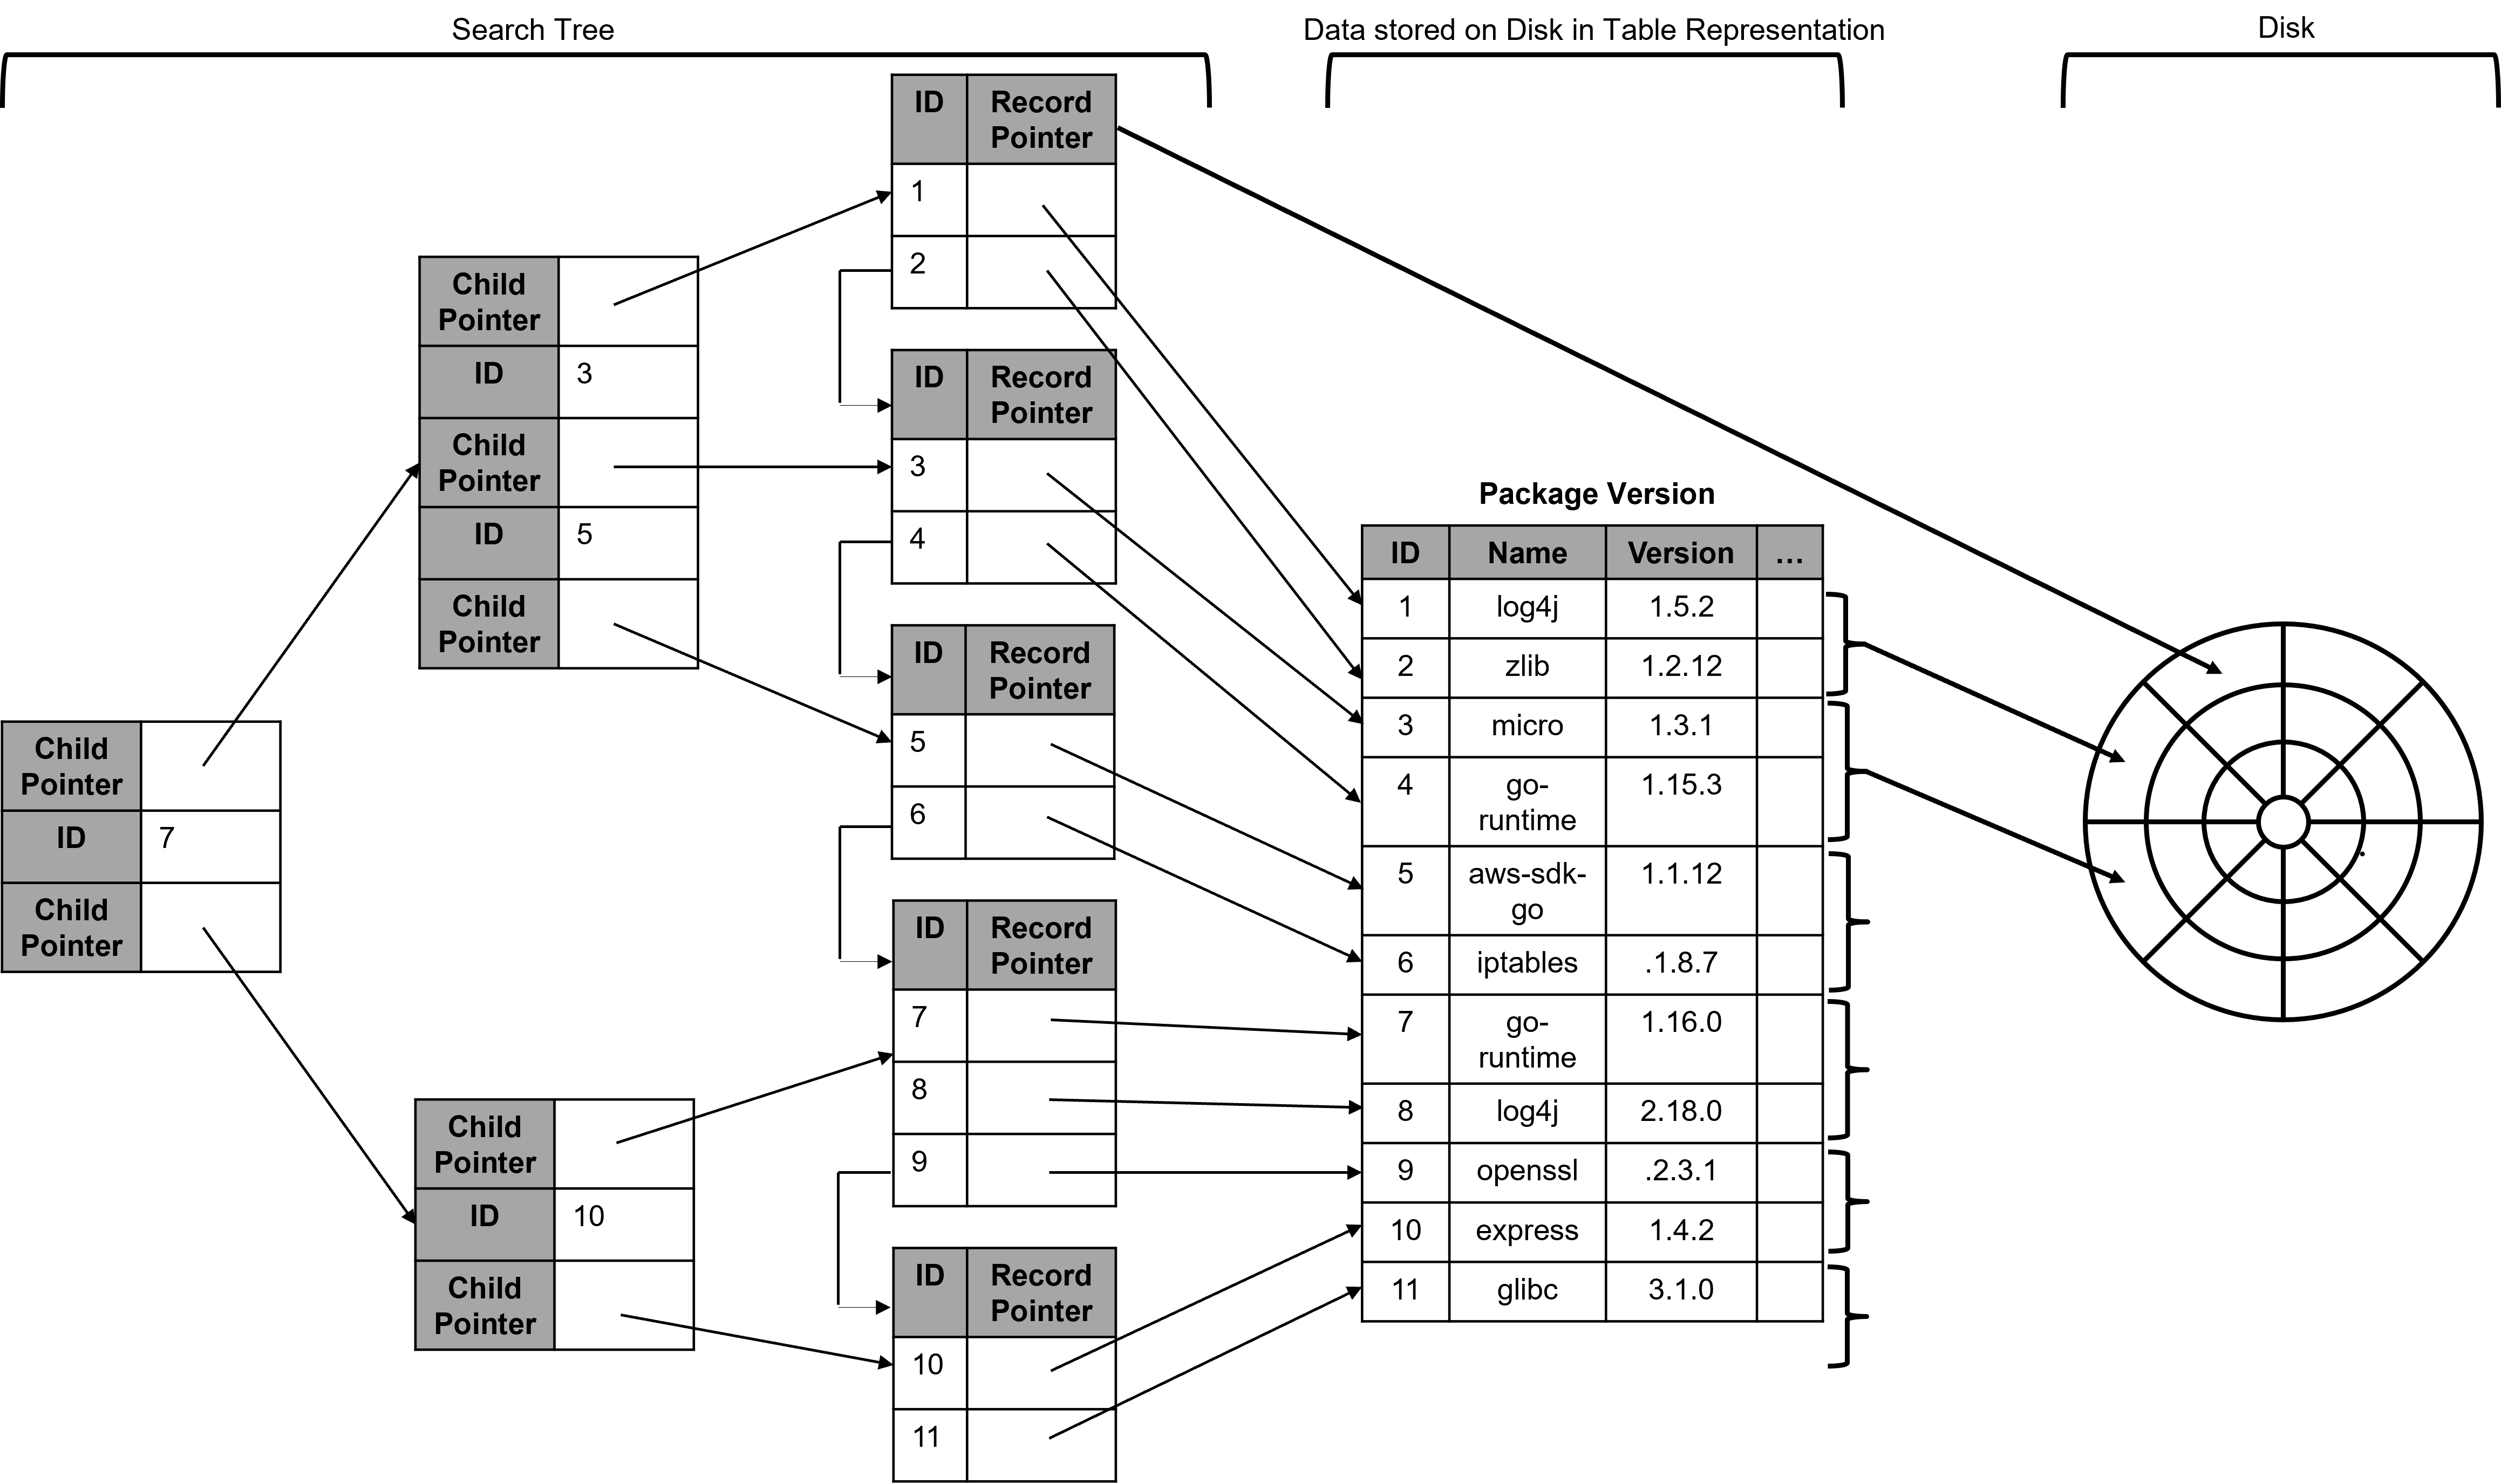 Search Tree
Data stored on Disk in Table Representation
Disk
Child
Pointer
ID 7
Child
Pointer
Child
Pointer
ID 3
Child
Pointer
ID 5
Child
Pointer
Child
Pointer
ID 10
Child
Pointer
ID Record
Pointer
1
2
ID Record
Pointer
3
4
ID Record
Pointer
5
6
ID Record
Pointer
7
8
9
ID Record
Pointer
10
11
Package Version
ID Name Version ...
1 log4j 1.5.2
2 zlib 1.2.12
3 micro 1.3.1
4 go- 1.15.3
runtime
5 aws-sdk- 1.1.12
go
6 iptables .1.8.7
7 go- 1.16.0
runtime
8 log4j 2.18.0
9 openssl .2.3.1
10 express 1.4.2
11 glibc 3.1.0